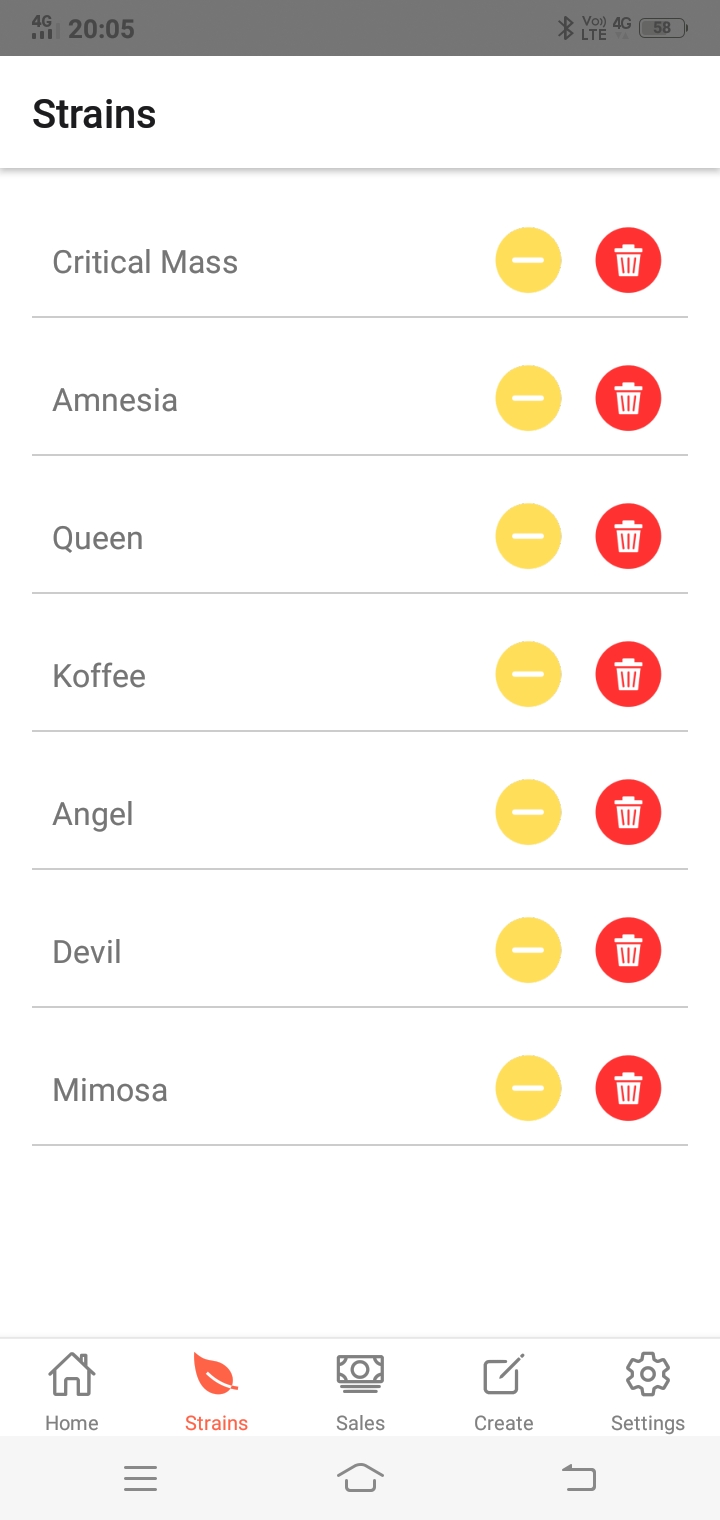 4G 20:05 Vo)) LTE 4G 58
Strains
Critical Mass
Amnesia
Queen
Koffee
Angel
Devil
Mimosa
Home Strains Sales Create Settings